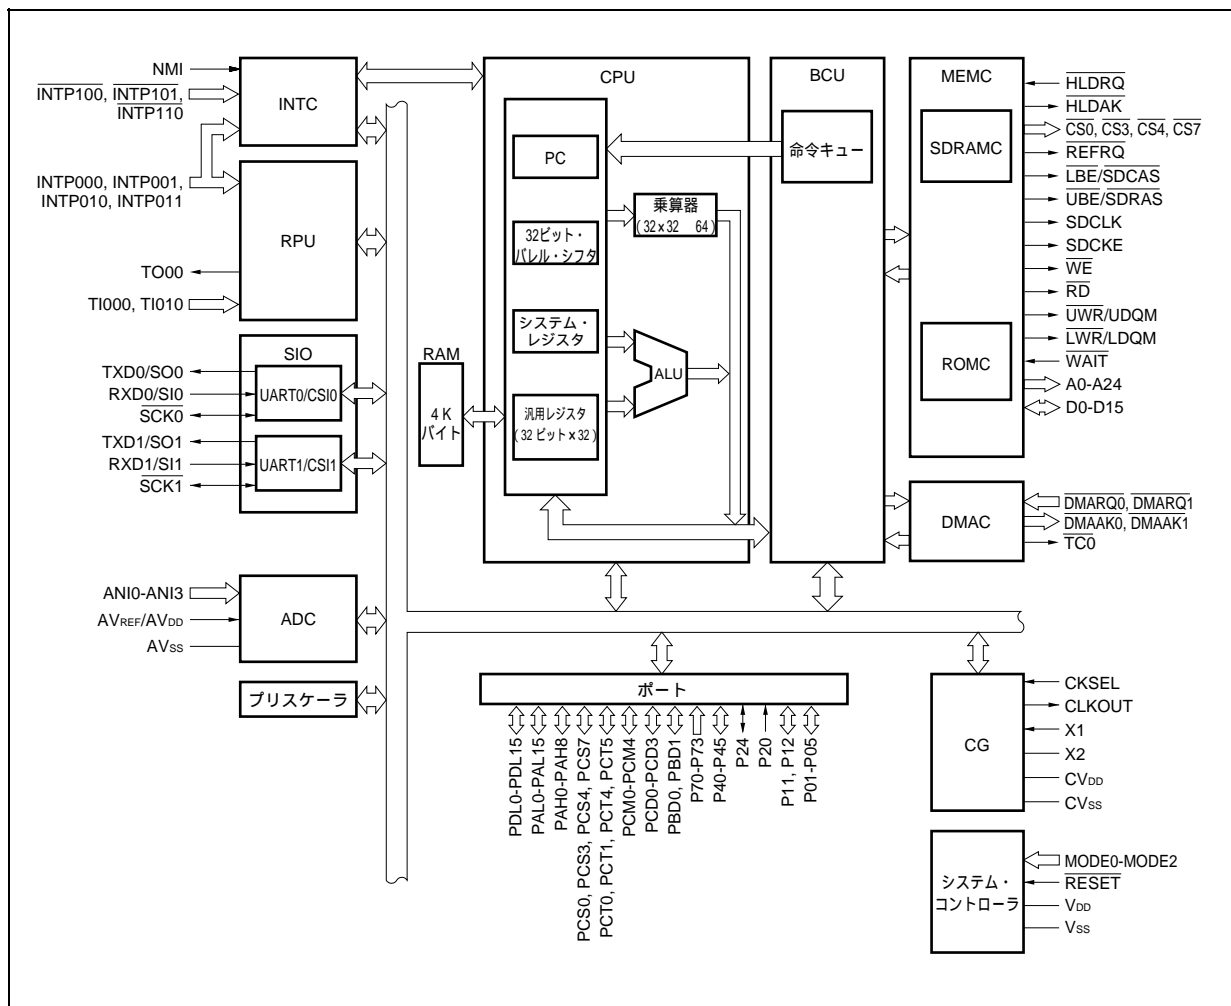 NMI
INTP100, INTP101,
INTP110
INTP000, INTP001,
INTP010, INTP011
TO00
TI000, TI010
TXD0/SO0
RXD0/SI0
SCK0
TXD1/SO1
RXD1/SI1
SCK1
ANI0-ANI3
AVREF/AVDD
AVSS
INTC
RPU
SIO
UART0/CSI0
UART1/CSI1
ADC
プリスケーラ
RAM
4 K
バイト
CPU
PC
32ビット・
バレル・シフタ
システム・
レジスタ
汎用レジスタ
(32 ビット×32)
乗算器
(32×32 64)
ALU
BCU
命令キュー
MEMC
SDRAMC
ROMC
DMAC
HLDRQ
HLDAK
CS0, CS3, CS4, CS7
REFRQ
LBE/SDCAS
UBE/SDRAS
SDCLK
SDCKE
WE
RD
UWR/UDQM
LWR/LDQM
WAIT
A0-A24
D0-D15
DMARQ0, DMARQ1
DMAAK0, DMAAK1
TC0
ポート
PDL0-PDL15
PAL0-PAL15
PAH0-PAH8
PCS0, PCS3, PCS4, PCS7
PCT0, PCT1, PCT4, PCT5
PCM0-PCM4
PCD0-PCD3
PBD0, PBD1
P70-P73
P40-P45
P24
P20
P11, P12
P01-P05
CG
CKSEL
CLKOUT
X1
X2
CVDD
CVSS
システム・
コントローラ
MODE0-MODE2
RESET
VDD
VSS